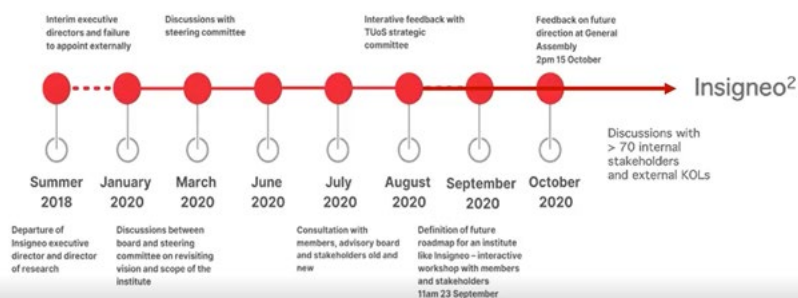 Interim executive
directors and failure
to appoint externally
Discussions with
steering committee
Interative feedback with
TUoS strategic
committee
Feedback on future
direction at General
Assembly
2pm 15 October
Insigneo²
Discussions with
> 70 internal
stakeholders
and external KOLs
Summer
2018
January
2020
March
2020
June
2020
July
2020
August
2020
September
2020
October
2020
Departure of
Insigneo executive
director and director
of research
Discussions between
board and steering
committee on revisiting
vision and scope of the
institute
Consultation with
members, advisory board
and stakeholders old and
new
Definition of future
roadmap for an institute
like Insigneo – interactive
workshop with members
and stakeholders
11am 23 September